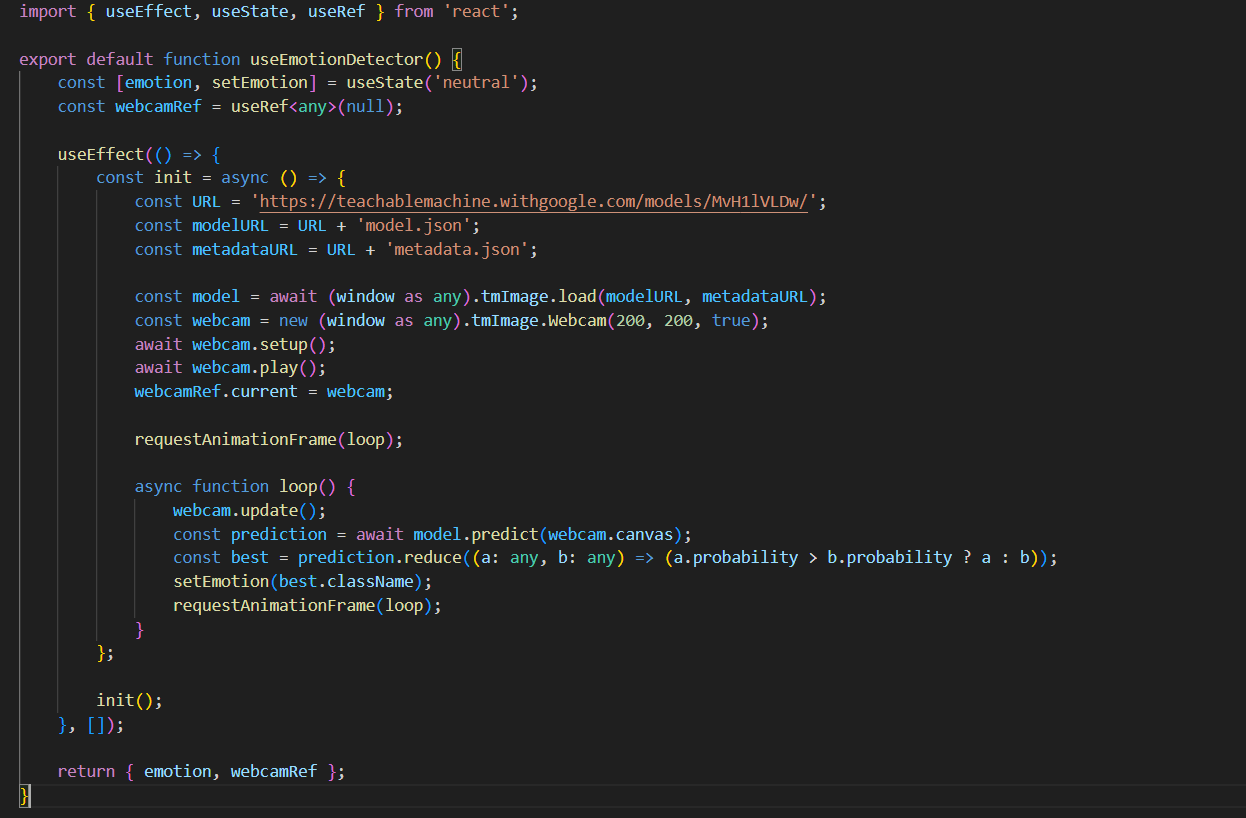 import { useEffect, useState, useRef } from 'react';

export default function useEmotionDetector() {
    const [emotion, setEmotion] = useState('neutral');
    const webcamRef = useRef<any>(null);

    useEffect(() => {
        const init = async () => {
            const URL = 'https://teachablemachine.withgoogle.com/models/MvH1lVLDw/';
            const modelURL = URL + 'model.json';
            const metadataURL = URL + 'metadata.json';

            const model = await (window as any).tmImage.load(modelURL, metadataURL);
            const webcam = new (window as any).tmImage.Webcam(200, 200, true);
            await webcam.setup();
            await webcam.play();
            webcamRef.current = webcam;

            requestAnimationFrame(loop);

            async function loop() {
                webcam.update();
                const prediction = await model.predict(webcam.canvas);
                const best = prediction.reduce((a: any, b: any) => (a.probability > b.probability ? a : b));
                setEmotion(best.className);
                requestAnimationFrame(loop);
            }
        };

        init();
    }, []);

    return { emotion, webcamRef };
}